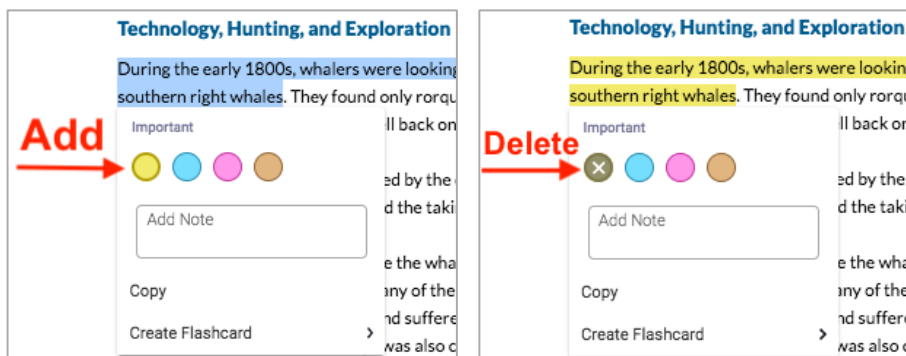 Technology, Hunting, and Exploration
During the early 1800s, whalers were looking
southern right whales. They found only rorqu
Important
ll back on
Add
ed by the
d the taki
Add Note
e the wha
Copy
any of the
nd suffere
Create Flashcard
was also c
Technology, Hunting, and Exploration
During the early 1800s, whalers were lookin
southern right whales. They found only rorq
Important
ll back on
Delete
ed by the
d the taki
Add Note
e the wha
Copy
any of the
nd suffere
Create Flashcard
was also c